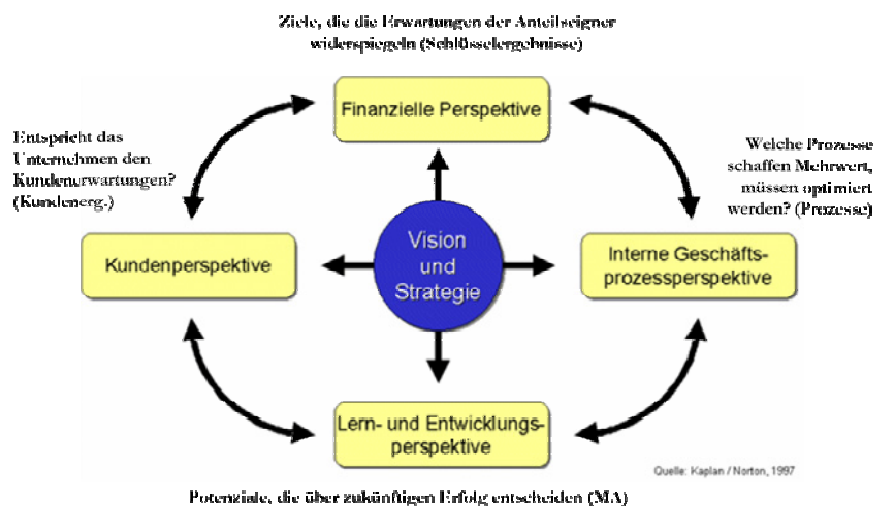 Ziele, die die Erwartungen der Anteilseigner
widerspiegeln (Schlüsselergebnisse)
Finanzielle Perspektive
Entspricht das
Unternehmen den
Kundenerwartungen?
(Kundenerg.)
Welche Prozesse
schaffen Mehrwert,
müssen optimiert
werden? (Prozesse)
Kundenperspektive
Vision
und
Strategie
Interne Geschäfts-
prozessperspektive
Lern- und Entwicklungs-
perspektive
Quelle: Kaplan / Norton, 1997
Potenziale, die über zukünftigen Erfolg entscheiden (MA)